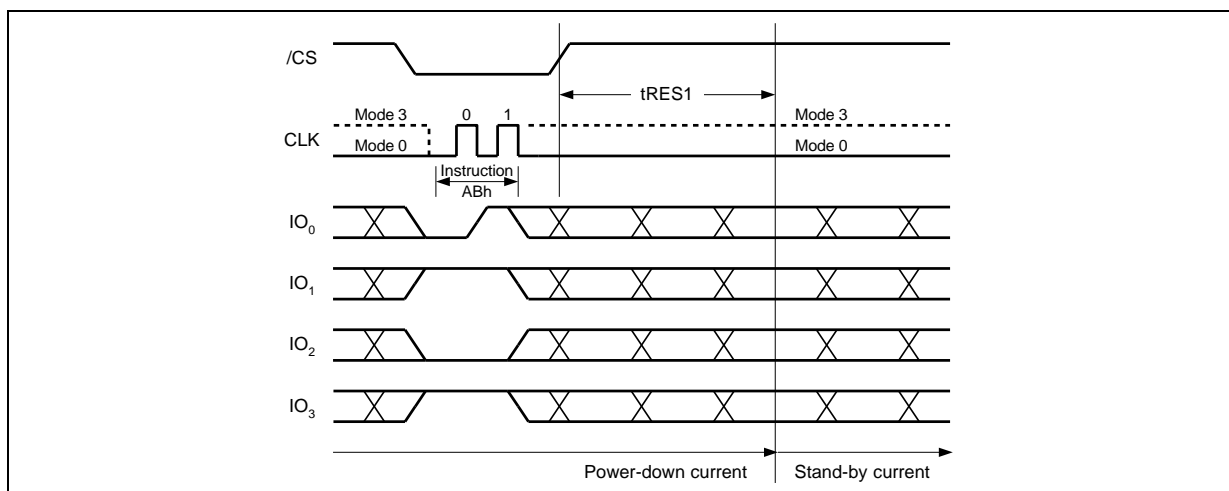 /CS
tRES1
Mode 3 0 1 Mode 3
CLK
Mode 0 Mode 0
Instruction
ABh
IO0
IO1
IO2
IO3
Power-down current Stand-by current